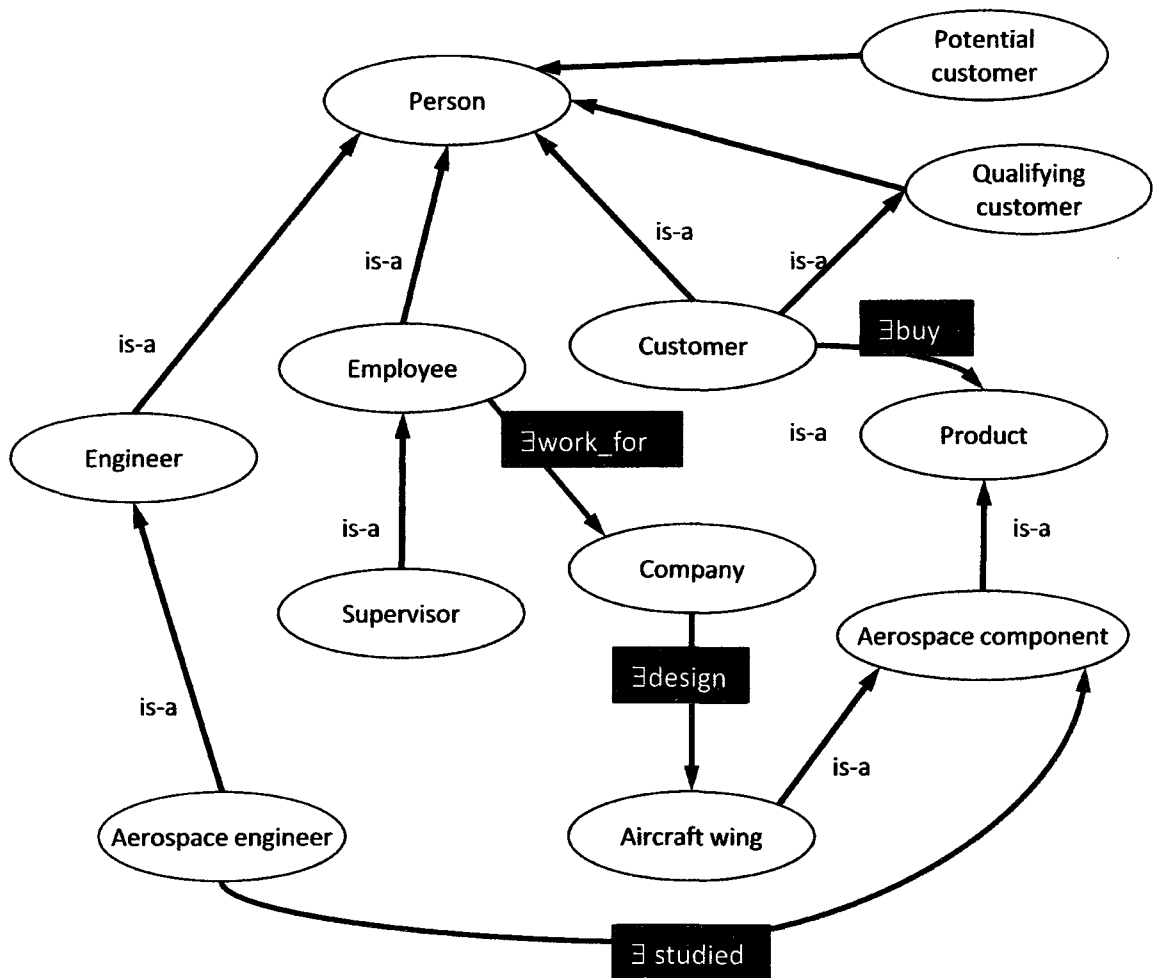 Potential
customer
Person
Qualifying
customer
is-a
is-a
is-a
∃buy
is-a
Customer
Employee
∃work_for
is-a
Product
Engineer
is-a
is-a
Company
Supervisor
Aerospace component
∃design
is-a
is-a
Aerospace engineer
Aircraft wing
∃ studied